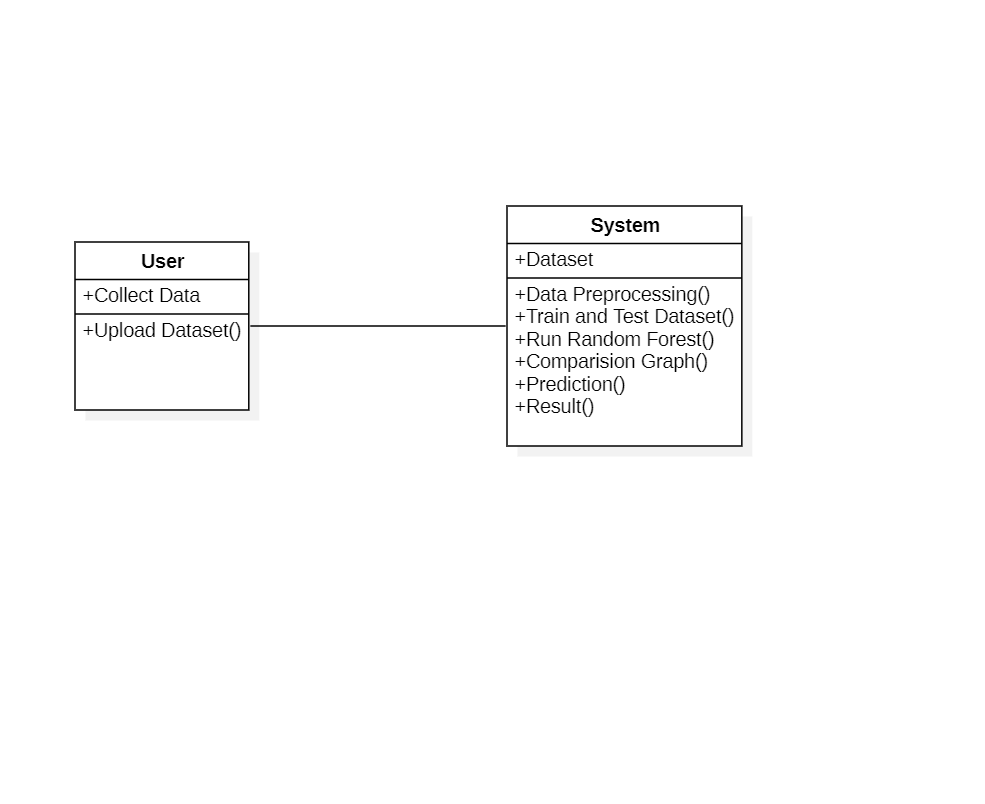 User
+Collect Data
+Upload Dataset()
System
+Dataset
+Data Preprocessing()
+Train and Test Dataset()
+Run Random Forest()
+Comparision Graph()
+Prediction()
+Result()